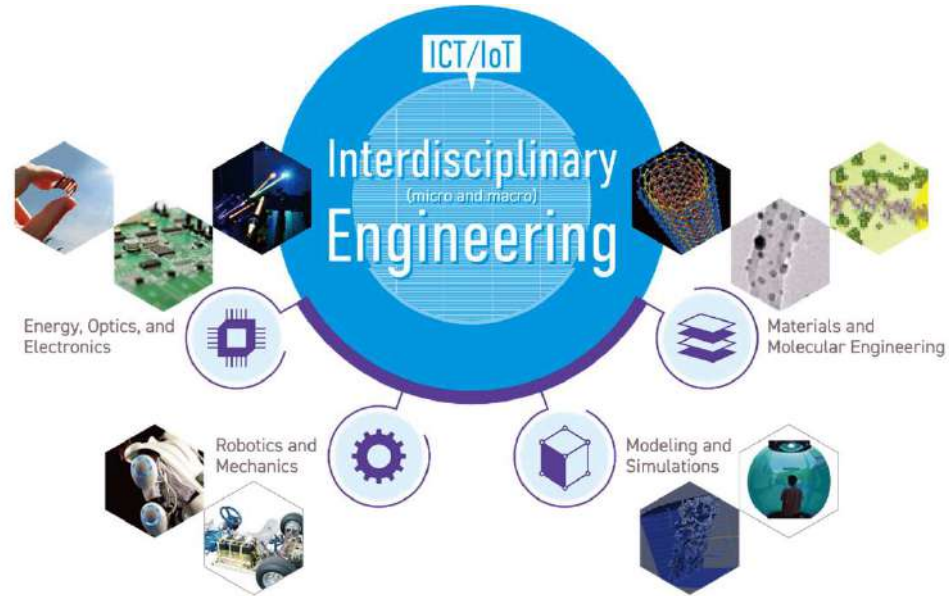 ICT/IoT
Interdisciplinary
(micro and macro)
Engineering
Energy, Optics, and
Electronics
Materials and
Molecular Engineering
Robotics and
Mechanics
Modeling and
Simulations